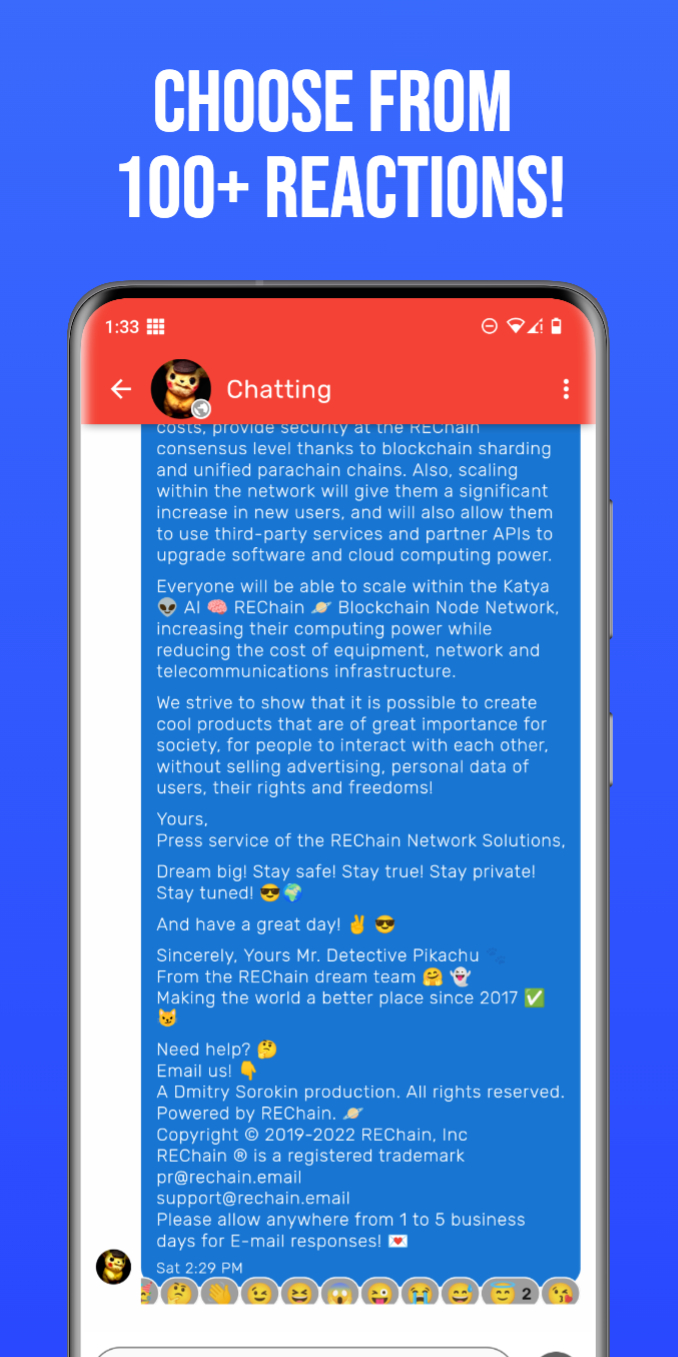 CHOOSE FROM
100+ REACTIONS!
1:33
Chatting
costs, provide security at the REChain
consensus level thanks to blockchain sharding
and unified parachain chains. Also, scaling
within the network will give them a significant
increase in new users, and will also allow them
to use third-party services and partner APIs to
upgrade software and cloud computing power.
Everyone will be able to scale within the Katya
👽 AI 🧠 REChain 🪐 Blockchain Node Network,
increasing their computing power while
reducing the cost of equipment, network and
telecommunications infrastructure.
We strive to show that it is possible to create
cool products that are of great importance for
society, for people to interact with each other,
without selling advertising, personal data of
users, their rights and freedoms!
Yours,
Press service of the REChain Network Solutions,
Dream big! Stay safe! Stay true! Stay private!
Stay tuned! 😎🌍
And have a great day! ✌ 😎
Sincerely, Yours Mr. Detective Pikachu 🐾
From the REChain dream team 🤗 👻
Making the world a better place since 2017 ✅
😼
Need help? 🤔
Email us! 👇
A Dmitry Sorokin production. All rights reserved.
Powered by REChain. 🪐
Copyright © 2019-2022 REChain, Inc
REChain ® is a registered trademark
pr@rechain.email
support@rechain.email
Please allow anywhere from 1 to 5 business
days for E-mail responses! 💌
Sat 2:29 PM
2